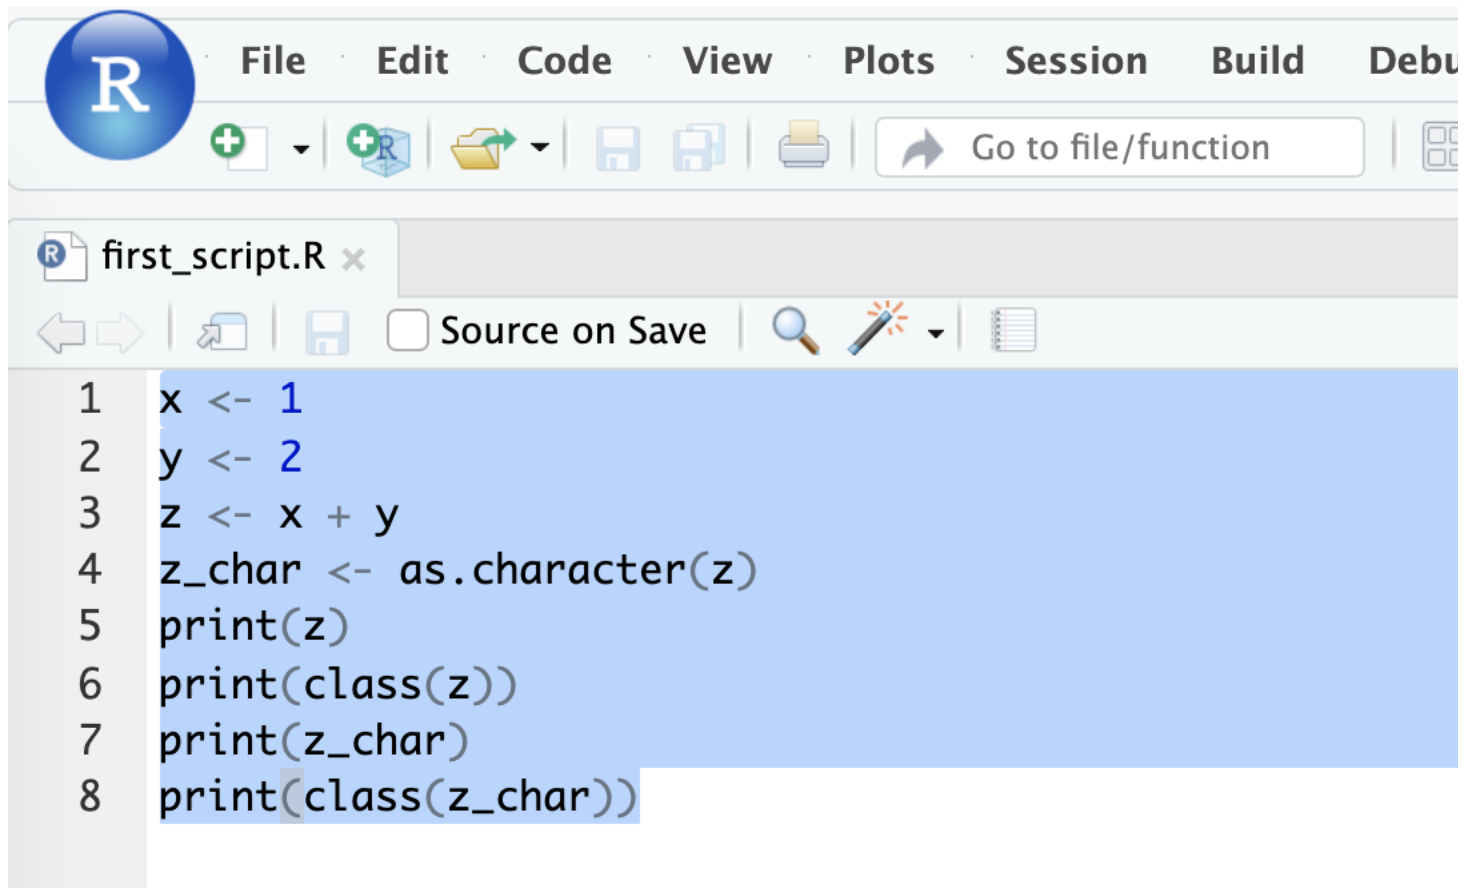 R File Edit Code View Plots Session Build Debu
R Go to file/function
R first_script.R
Source on Save
1 x <- 1
2 y <- 2
3 z <- x + y
4 z_char <- as.character(z)
5 print(z)
6 print(class(z))
7 print(z_char)
8 print(class(z_char))